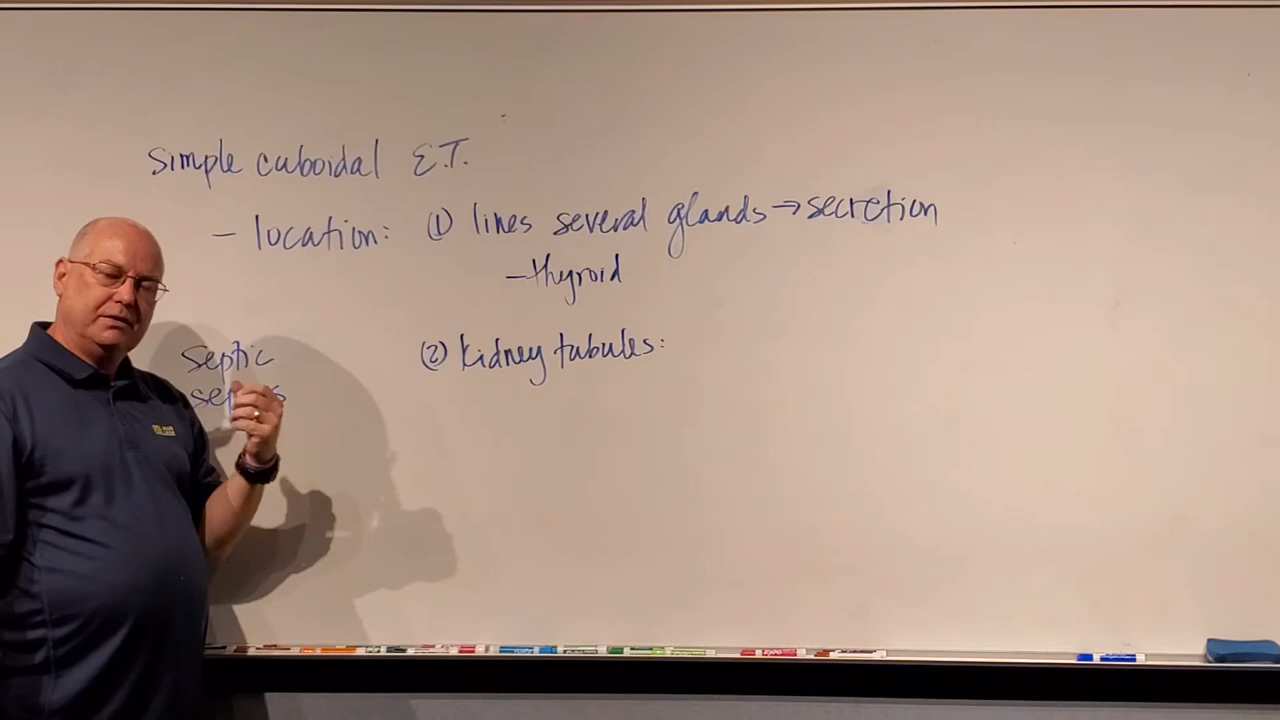 simple cuboidal E.T.
- location: (1) lines several glands → secretion
- thyroid
(2) kidney tubules:
septic